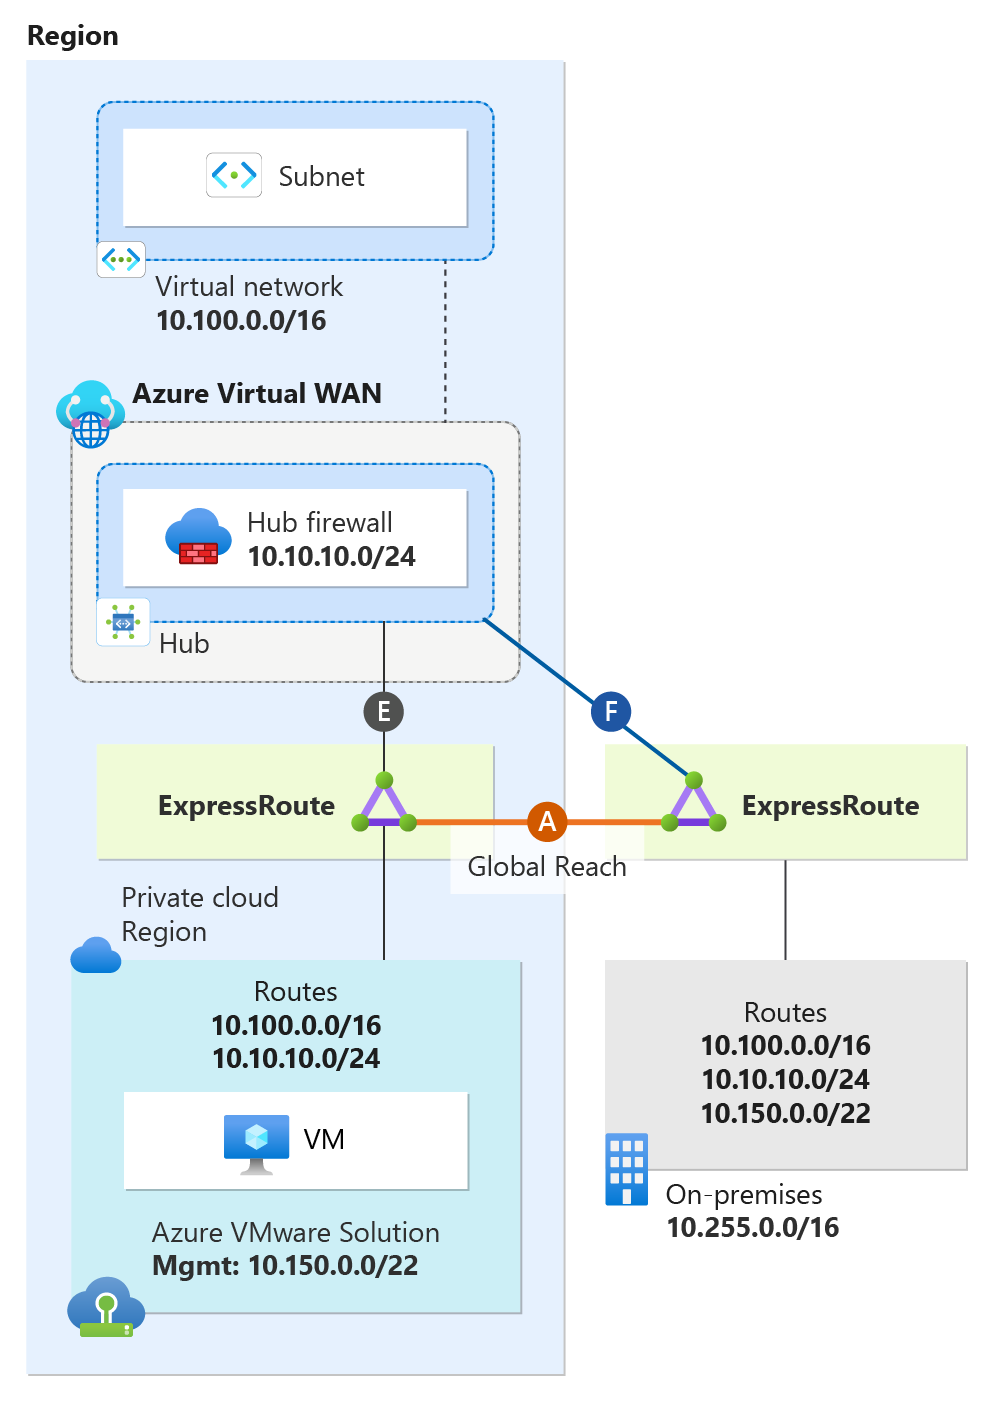 Region
Subnet
Virtual network
10.100.0.0/16
Azure Virtual WAN
Hub firewall
10.10.10.0/24
Hub
E
F
ExpressRoute
A
ExpressRoute
Global Reach
Private cloud
Region
Routes
10.100.0.0/16
10.10.10.0/24
VM
Azure VMware Solution
Mgmt: 10.150.0.0/22
Routes
10.100.0.0/16
10.10.10.0/24
10.150.0.0/22
On-premises
10.255.0.0/16